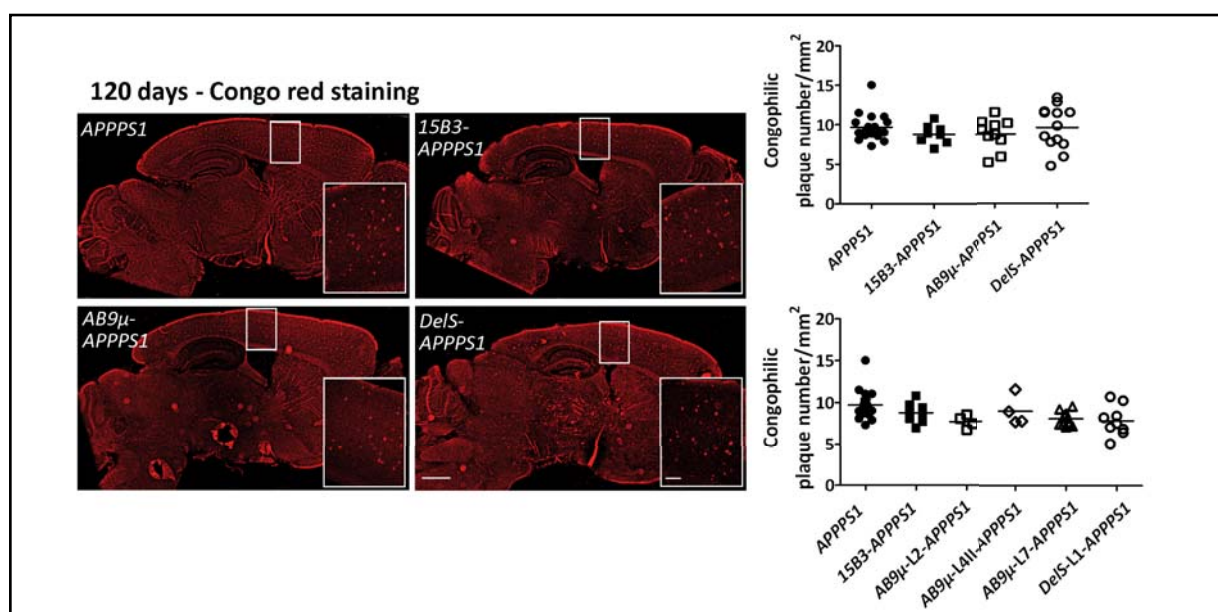 120 days - Congo red staining
APPPS1
15B3-
APPPS1
AB9μ-
APPPS1
DelS-
APPPS1
Congophilic
plaque number/mm²
20
15
10
5
0
APPPS1
15B3-APPPS1
AB9μ-APPPS1
DelS-APPPS1
Congophilic
plaque number/mm²
20
15
10
5
0
APPPS1
15B3-APPPS1
AB9μ-L2-APPPS1
AB9μ-L4II-APPPS1
AB9μ-L7-APPPS1
DelS-L1-APPPS1